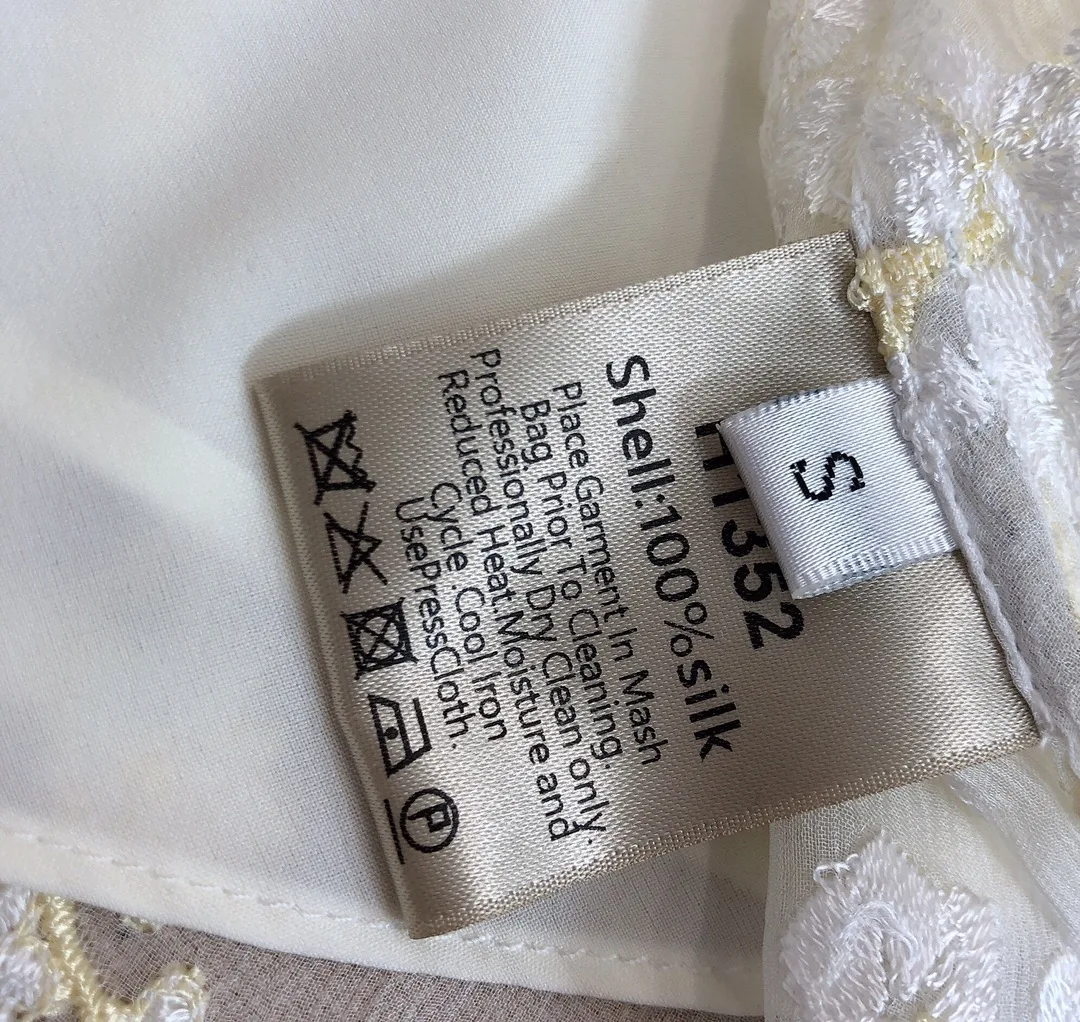 S
352
Shell:100%silk
Place Garment In Mash
Bag Prior To Cleaning.
Professionally Dry Clean only.
Reduced Heat.Moisture and
Cycle .Cool Iron
UsePressCloth.
P